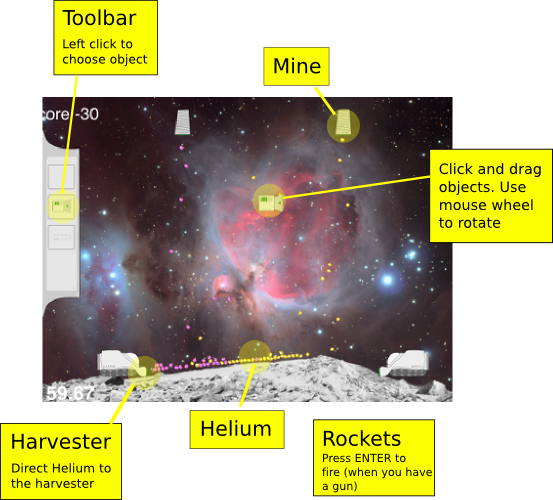 Toolbar
Left click to
choose object
Mine
core -30
Click and drag
objects. Use
mouse wheel
to rotate
59.67
Harvester
Direct Helium to
the harvester
Helium
Rockets
Press ENTER to
fire (when you have
a gun)